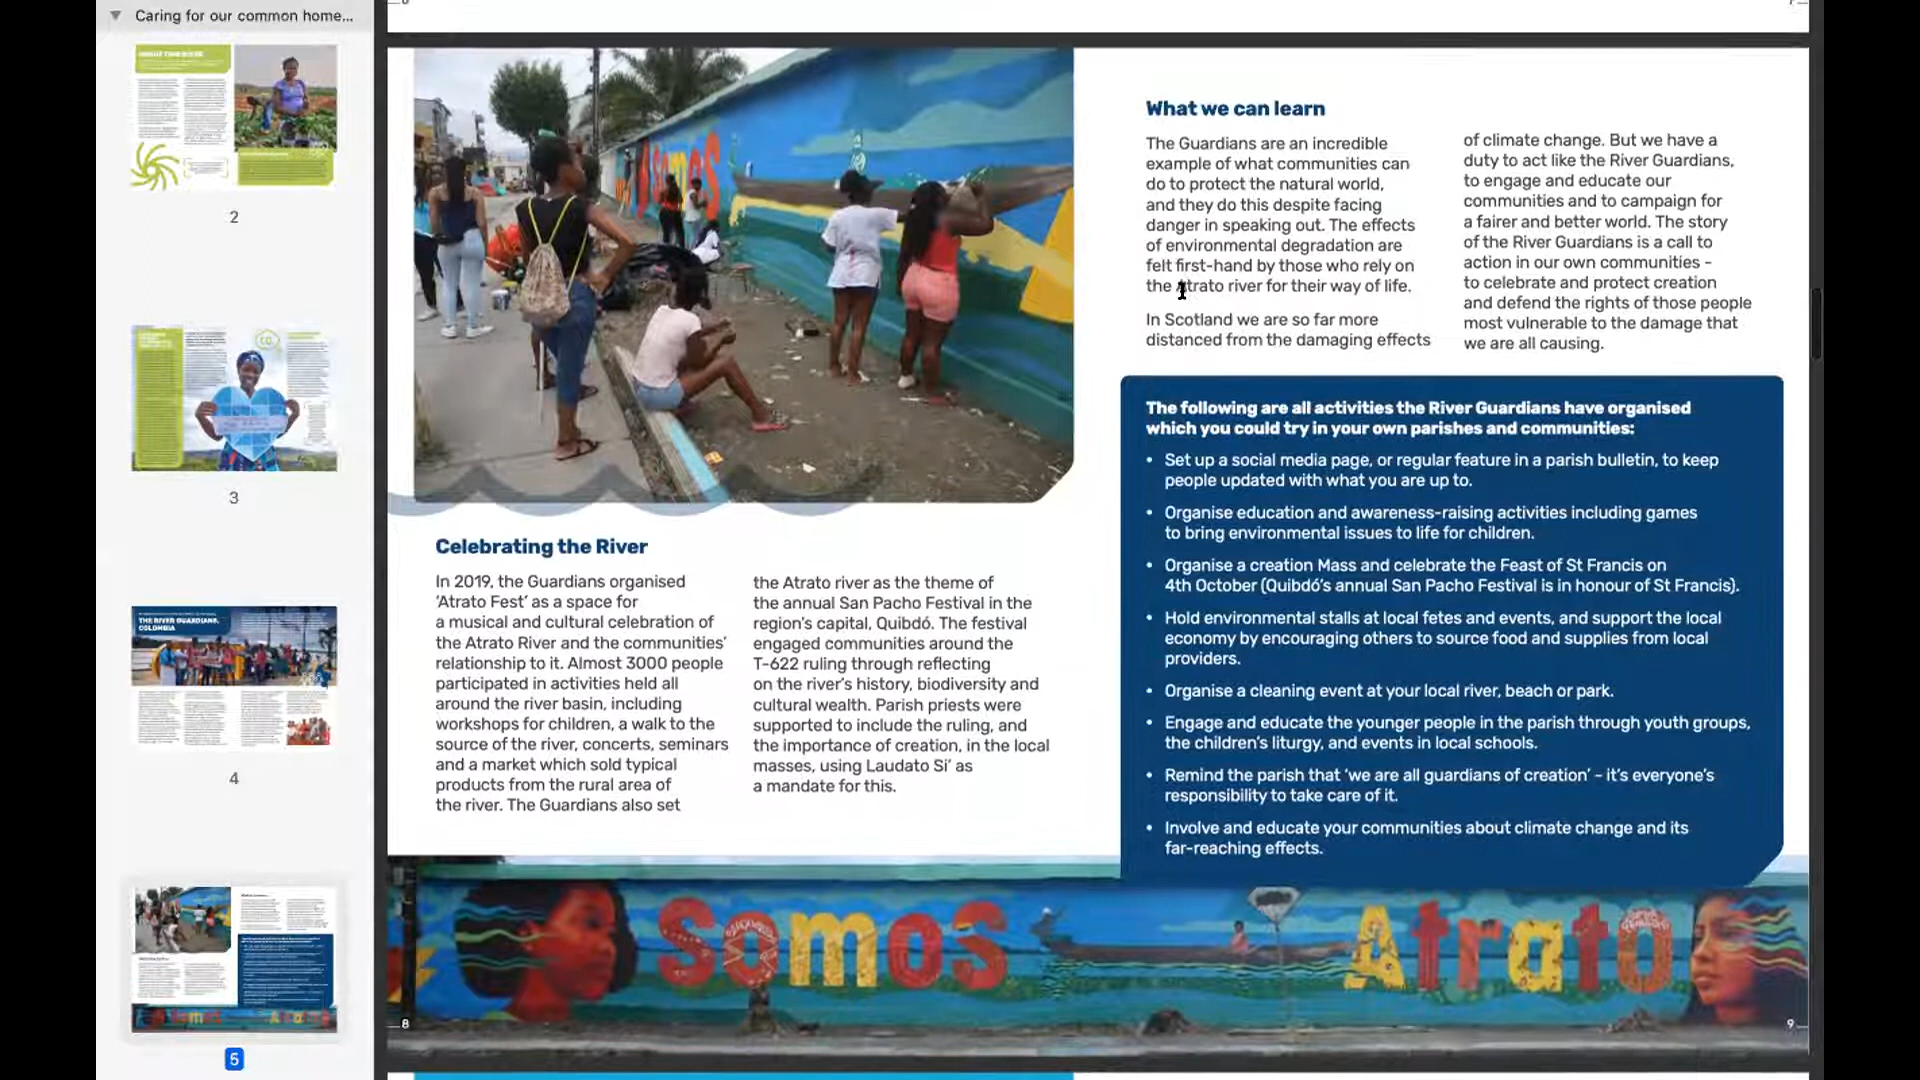 Caring for our common home...
2
3
THE RIVER GUARDIANS,
COLOMBIA
4
5
Somos
What we can learn
The Guardians are an incredible
example of what communities can
do to protect the natural world,
and they do this despite facing
danger in speaking out. The effects
of environmental degradation are
felt first-hand by those who rely on
the Atrato river for their way of life.
In Scotland we are so far more
distanced from the damaging effects
of climate change. But we have a
duty to act like the River Guardians,
to engage and educate our
communities and to campaign for
a fairer and better world. The story
of the River Guardians is a call to
action in our own communities –
to celebrate and protect creation
and defend the rights of those people
most vulnerable to the damage that
we are all causing.
Celebrating the River
In 2019, the Guardians organised
‘Atrato Fest’ as a space for
a musical and cultural celebration of
the Atrato River and the communities’
relationship to it. Almost 3000 people
participated in activities held all
around the river basin, including
workshops for children, a walk to the
source of the river, concerts, seminars
and a market which sold typical
products from the rural area of
the river. The Guardians also set
the Atrato river as the theme of
the annual San Pacho Festival in the
region’s capital, Quibdó. The festival
engaged communities around the
T-622 ruling through reflecting
on the river’s history, biodiversity and
cultural wealth. Parish priests were
supported to include the ruling, and
the importance of creation, in the local
masses, using Laudato Si’ as
a mandate for this.
The following are all activities the River Guardians have organised
which you could try in your own parishes and communities:
• Set up a social media page, or regular feature in a parish bulletin, to keep
people updated with what you are up to.
• Organise education and awareness-raising activities including games
to bring environmental issues to life for children.
• Organise a creation Mass and celebrate the Feast of St Francis on
4th October (Quibdó’s annual San Pacho Festival is in honour of St Francis).
• Hold environmental stalls at local fetes and events, and support the local
economy by encouraging others to source food and supplies from local
providers.
• Organise a cleaning event at your local river, beach or park.
• Engage and educate the younger people in the parish through youth groups,
the children’s liturgy, and events in local schools.
• Remind the parish that ‘we are all guardians of creation’ – it’s everyone’s
responsibility to take care of it.
• Involve and educate your communities about climate change and its
far-reaching effects.
Somos Atrato
8
9